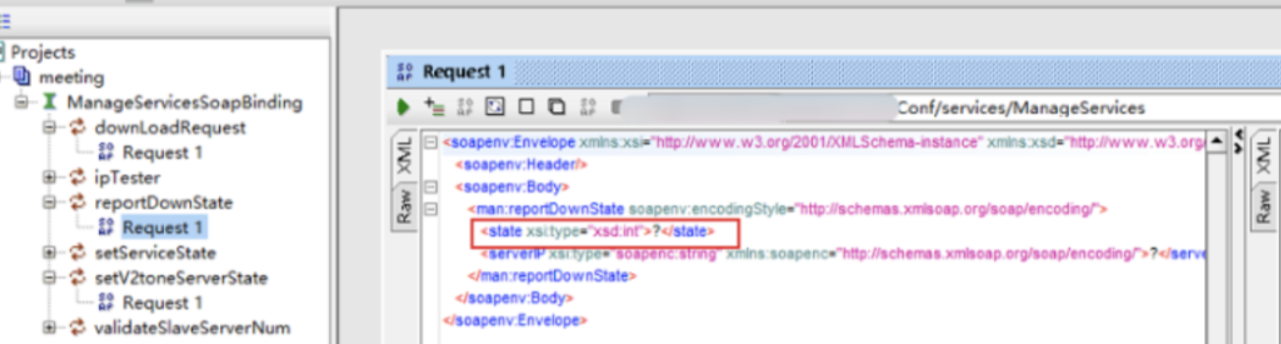 Projects
meeting
ManageServicesSoapBinding
downLoadRequest
Request 1
ipTester
reportDownState
Request 1
setServiceState
setV2toneServerState
Request 1
validateSlaveServerNum
Request 1
Conf/services/ManageServices
XML
Raw
<soapenv:Envelope xmlns:xsi="http://www.w3.org/2001/XMLSchema-instance" xmlns:xsd="http://www.w3.org/
<soapenv:Header/>
<soapenv:Body>
<man:reportDownState soapenv:encodingStyle="http://schemas.xmlsoap.org/soap/encoding/">
<state xsi:type="xsd:int">?</state>
<serverIP xsi:type="soapenc:string" xmlns:soapenc="http://schemas.xmlsoap.org/soap/encoding/">?</serve
</man:reportDownState>
</soapenv:Body>
</soapenv:Envelope>
XML
Raw